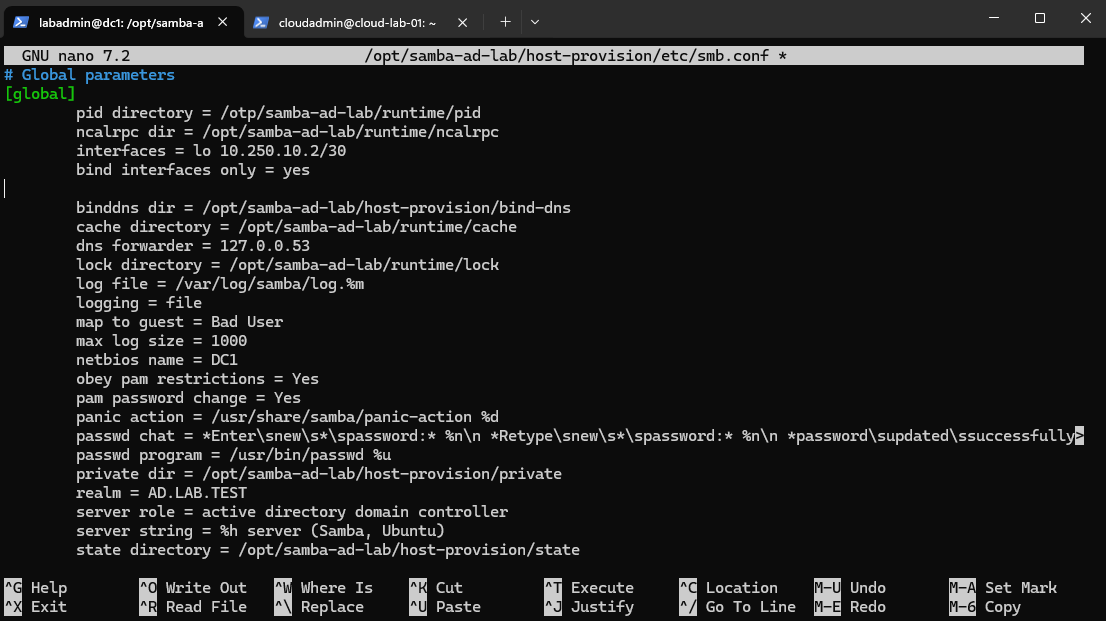 labadmin@dc1: /opt/samba-a
cloudadmin@cloud-lab-01: ~
GNU nano 7.2 /opt/samba-ad-lab/host-provision/etc/smb.conf *
# Global parameters
[global]
pid directory = /otp/samba-ad-lab/runtime/pid
ncalrpc dir = /opt/samba-ad-lab/runtime/ncalrpc
interfaces = lo 10.250.10.2/30
bind interfaces only = yes
binddns dir = /opt/samba-ad-lab/host-provision/bind-dns
cache directory = /opt/samba-ad-lab/runtime/cache
dns forwarder = 127.0.0.53
lock directory = /opt/samba-ad-lab/runtime/lock
log file = /var/log/samba/log.%m
logging = file
map to guest = Bad User
max log size = 1000
netbios name = DC1
obey pam restrictions = Yes
pam password change = Yes
panic action = /usr/share/samba/panic-action %d
passwd chat = *Enter\snew\s*\spassword:* %n\n *Retype\snew\s*\spassword:* %n\n *password\supdated\ssuccessfully>
passwd program = /usr/bin/passwd %u
private dir = /opt/samba-ad-lab/host-provision/private
realm = AD.LAB.TEST
server role = active directory domain controller
server string = %h server (Samba, Ubuntu)
state directory = /opt/samba-ad-lab/host-provision/state
^G Help ^O Write Out ^W Where Is ^K Cut ^T Execute ^C Location M-U Undo M-A Set Mark
^X Exit ^R Read File ^\ Replace ^U Paste ^J Justify ^/ Go To Line M-E Redo M-6 Copy